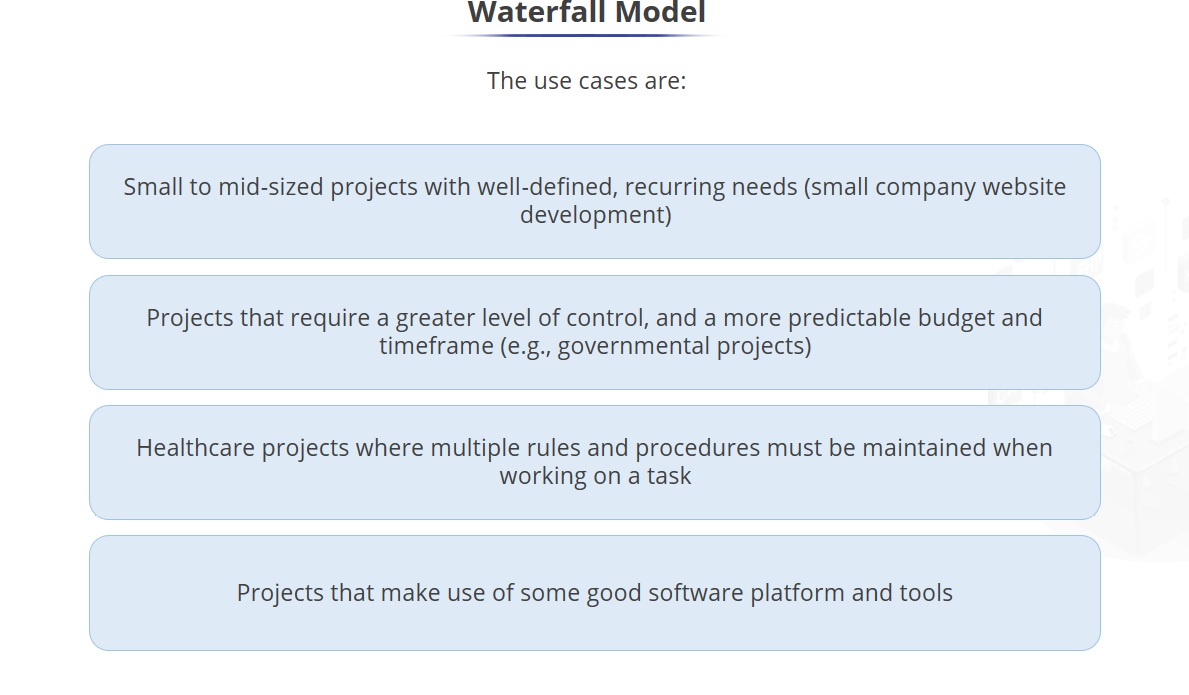 Waterfall Model
The use cases are:
Small to mid-sized projects with well-defined, recurring needs (small company website
development)
Projects that require a greater level of control, and a more predictable budget and
timeframe (e.g., governmental projects)
Healthcare projects where multiple rules and procedures must be maintained when
working on a task
Projects that make use of some good software platform and tools